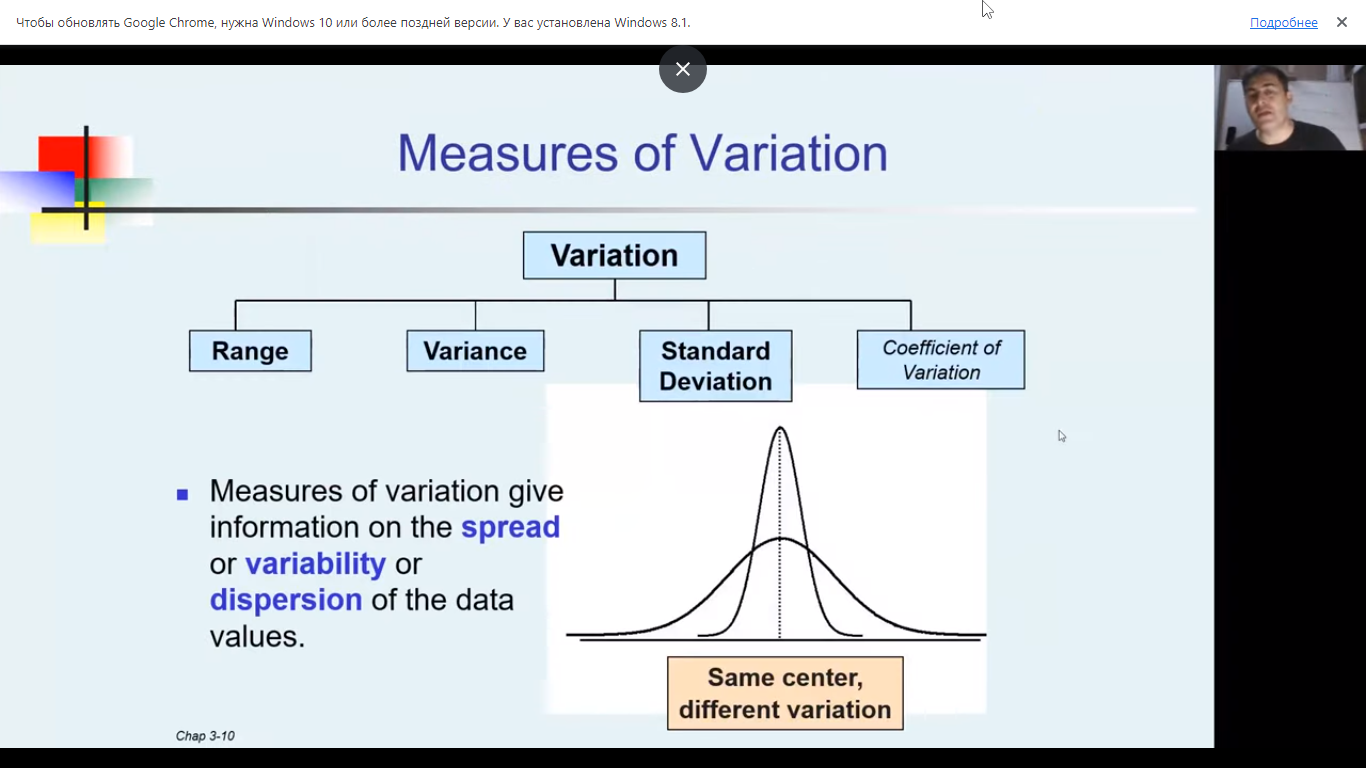 Чтобы обновлять Google Chrome, нужна Windows 10 или более поздней версии. У вас установлена Windows 8.1.
Подробнее
Measures of Variation
Variation
Range
Variance
Standard
Deviation
Coefficient of
Variation
Measures of variation give
information on the spread
or variability or
dispersion of the data
values.
Same center,
different variation
Chap 3-10